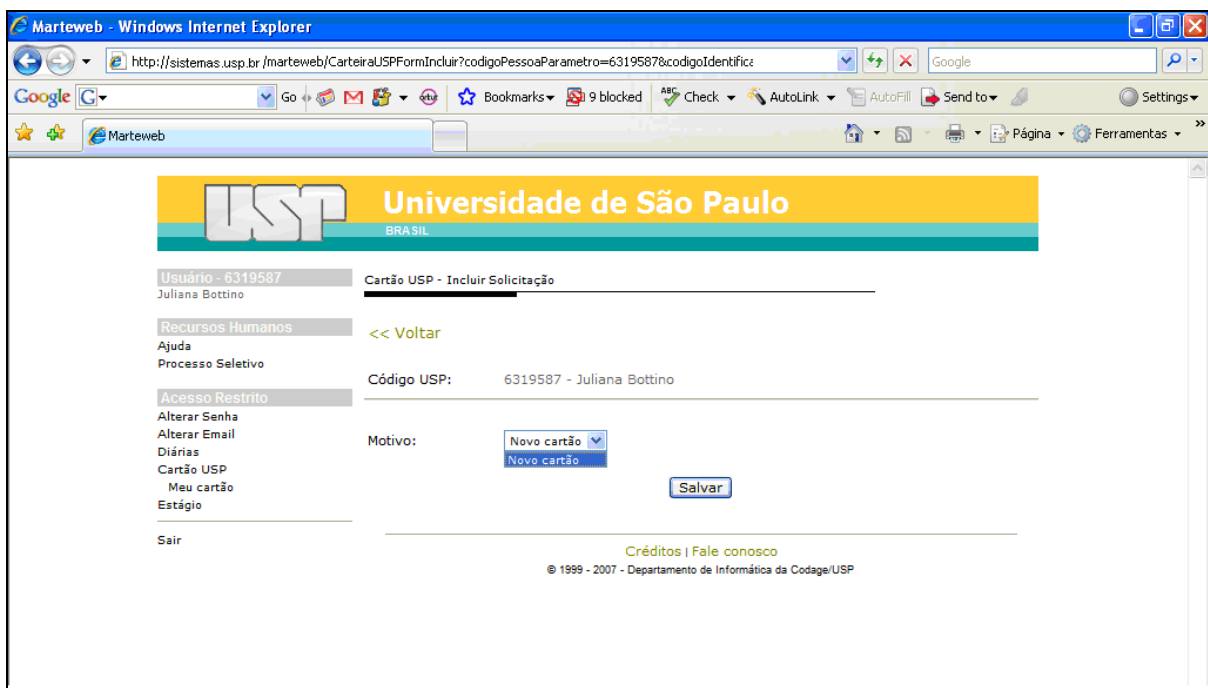 Marteweb - Windows Internet Explorer
http://sistemas.usp.br/marteweb/CarteiraUSPFormIncluir?codigoPessoaParametro=6319587&codigoIdentifica
Google
Google G Go Bookmarks 9 blocked ABC Check AutoLink AutoFill Send to Settings
Marteweb Página Ferramentas »
USP Universidade de São Paulo
BRASIL
Usuário - 6319587
Juliana Bottino
Recursos Humanos
Ajuda
Processo Seletivo
Acesso Restrito
Alterar Senha
Alterar Email
Diárias
Cartão USP
Meu cartão
Estágio
Sair
Cartão USP - Incluir Solicitação
<< Voltar
Código USP: 6319587 - Juliana Bottino
Motivo: Novo cartão
Novo cartão
Salvar
Créditos | Fale conosco
© 1999 - 2007 - Departamento de Informática da Codage/USP